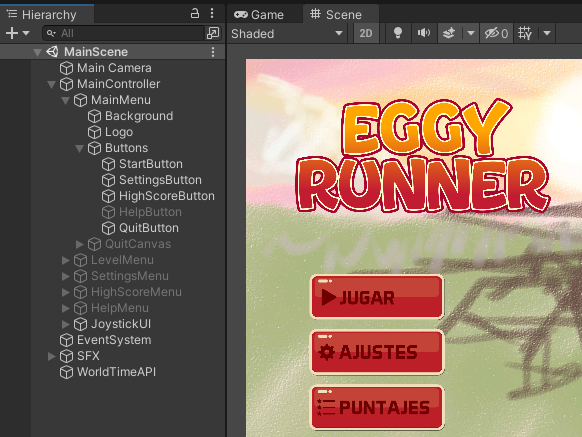 Hierarchy
All
MainScene
Main Camera
MainController
MainMenu
Background
Logo
Buttons
StartButton
SettingsButton
HighScoreButton
HelpButton
QuitButton
QuitCanvas
LevelMenu
SettingsMenu
HighScoreMenu
HelpMenu
JoystickUI
EventSystem
SFX
WorldTimeAPI
Game
Scene
Shaded
2D
0
EGGY
RUNNER
JUGAR
AJUSTES
PUNTAJES